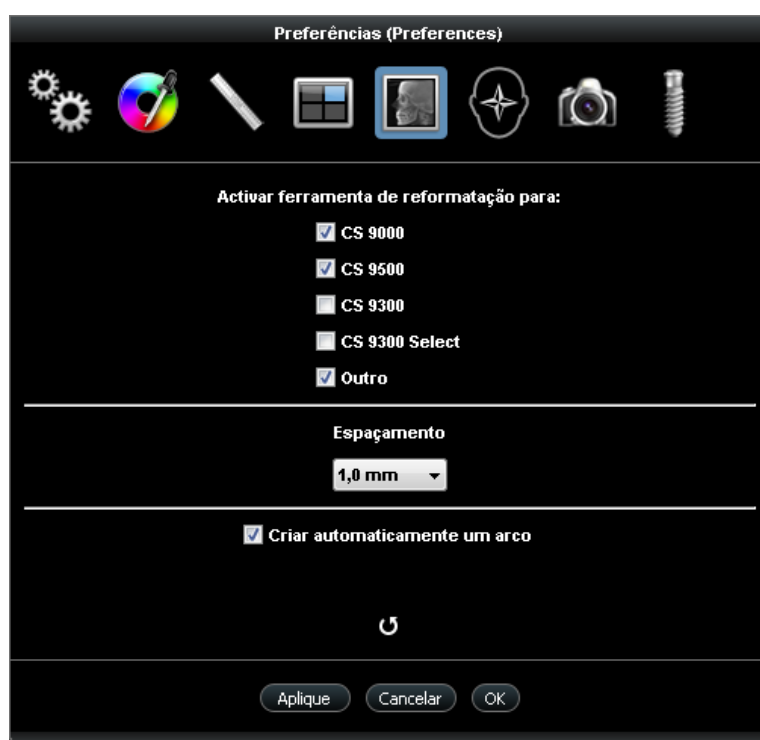 Preferências (Preferences)
Activar ferramenta de reformatação para:
CS 9000
CS 9500
CS 9300
CS 9300 Select
Outro
Espaçamento
1,0 mm
Criar automaticamente um arco
Aplique Cancelar OK